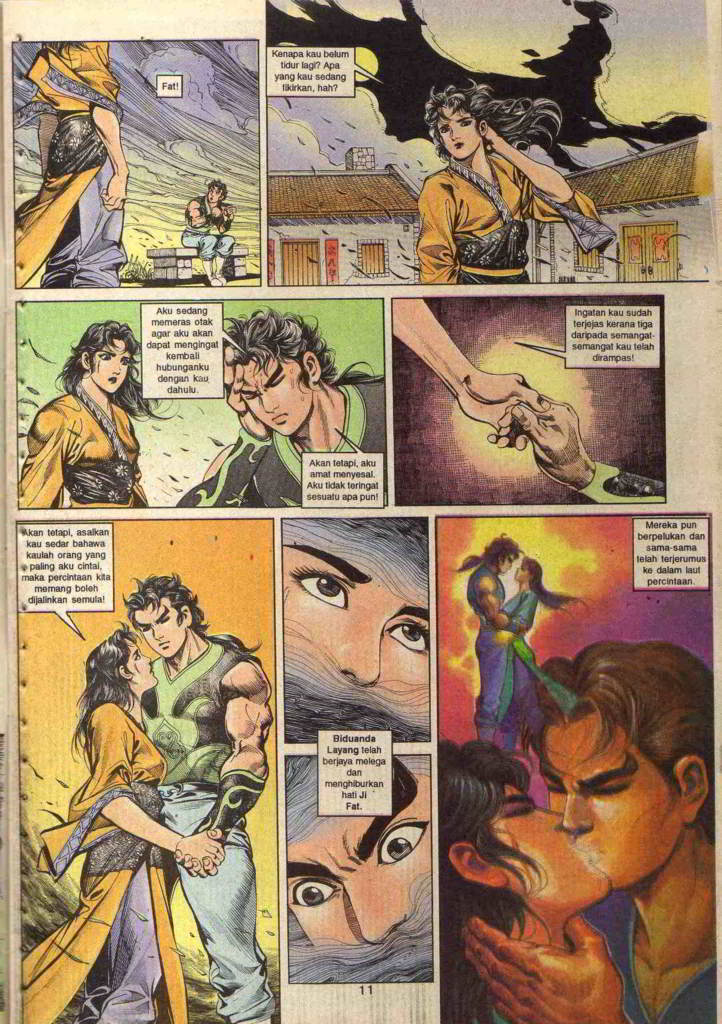 Fat!
Kenapa kau belum
tidur lagi? Apa
yang kau sedang
fikirkan, hah?
Aku sedang
memeras otak
agar aku akan
dapat mengingat
kembali
hubunganku
dengan kau
dahulu.
Akan tetapi, aku
amat menyesal.
Aku tidak teringat
sesuatu apa pun!
Ingatan kau sudah
terjejas kerana tiga
daripada semangat-
semangat kau telah
dirampas!
Akan tetapi, asalkan
kau sedar bahawa
kaulah orang yang
paling aku cintai,
maka percintaan kita
memang boleh
dijalinkan semula!
Biduanda
Layang telah
berjaya melega
dan
menghiburkan
hati Ji
Fat.
Mereka pun
berpelukan dan
sama-sama
telah terjerumus
ke dalam laut
percintaan.
11